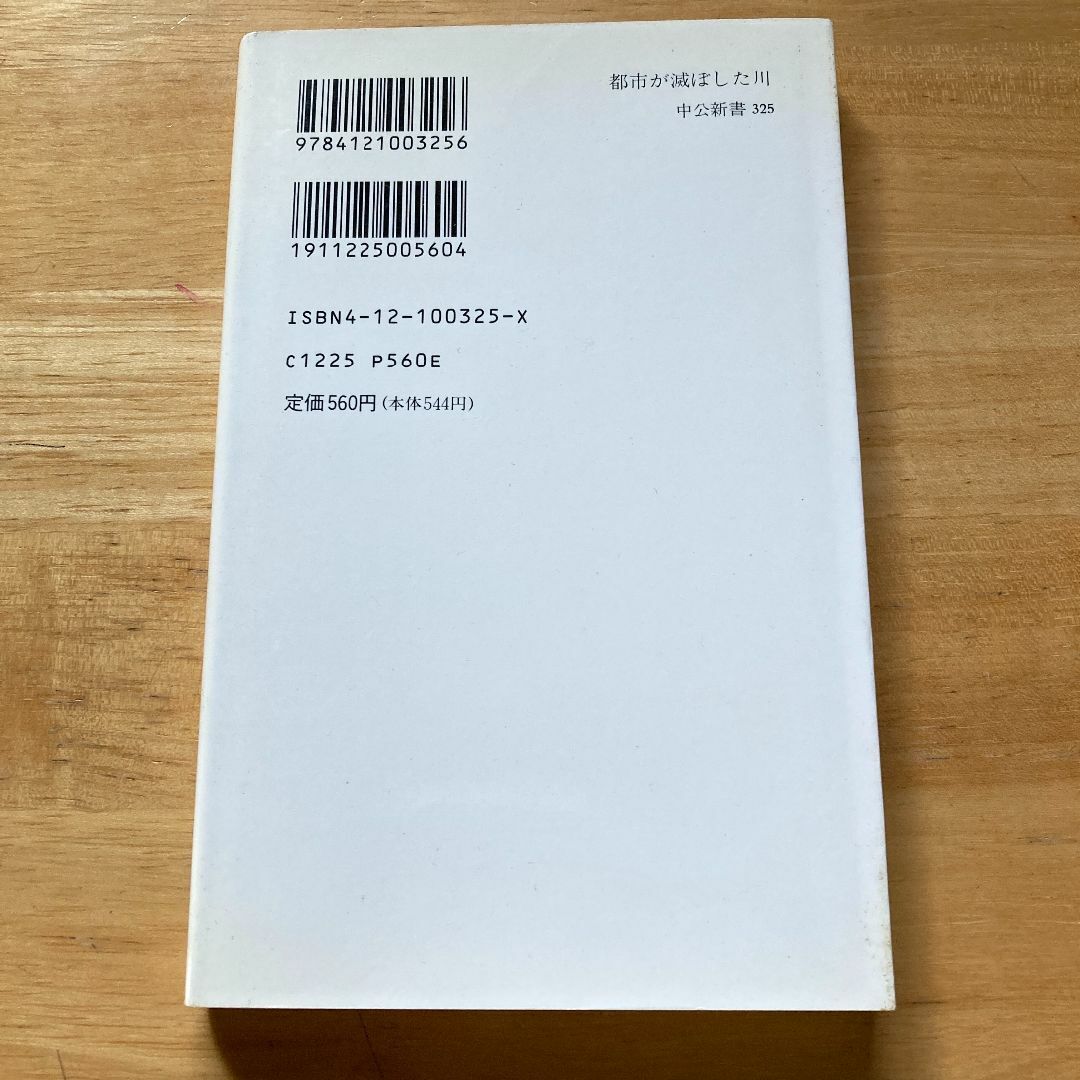 都市が滅ぼした川
中公新書 325
9784121003256
1911225005604
ISBN4-12-100325-X
C1225 P560E
定価560円(本体544円)